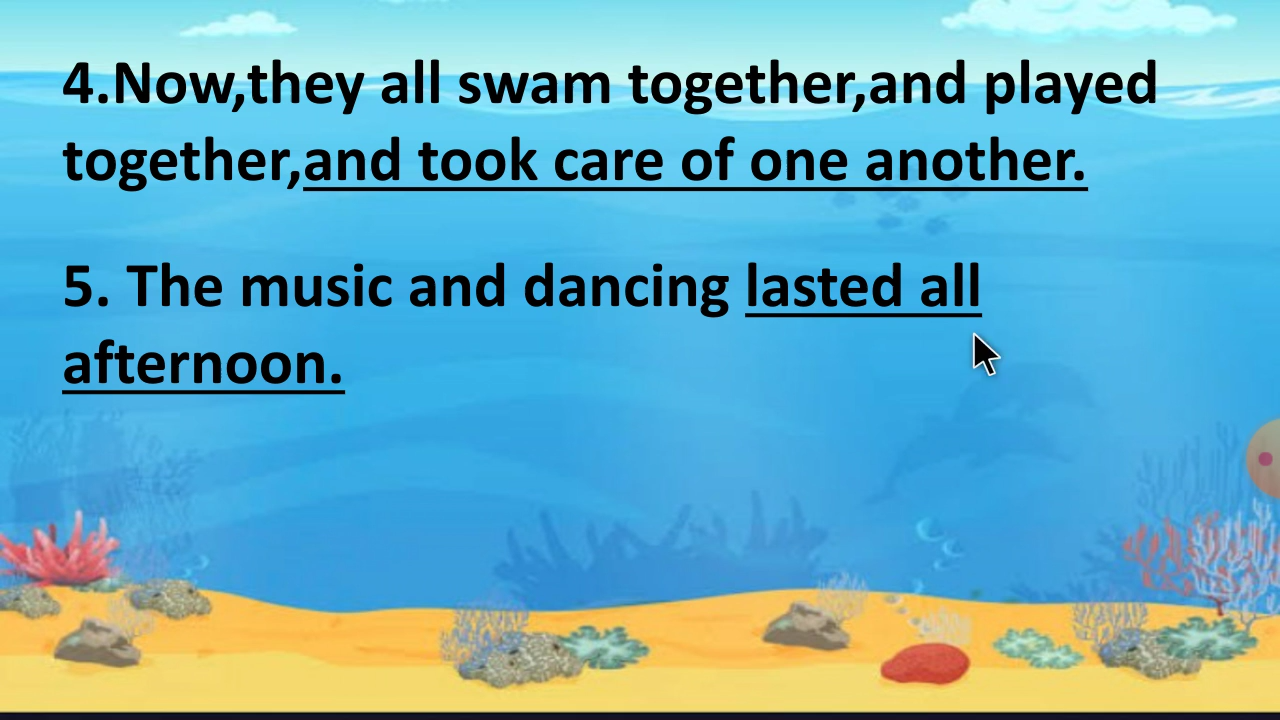 4.Now,they all swam together,and played
together,and took care of one another.
5. The music and dancing lasted all
afternoon.